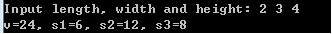 Input length, width and height: 2 3 4
v=24, s1=6, s2=12, s3=8